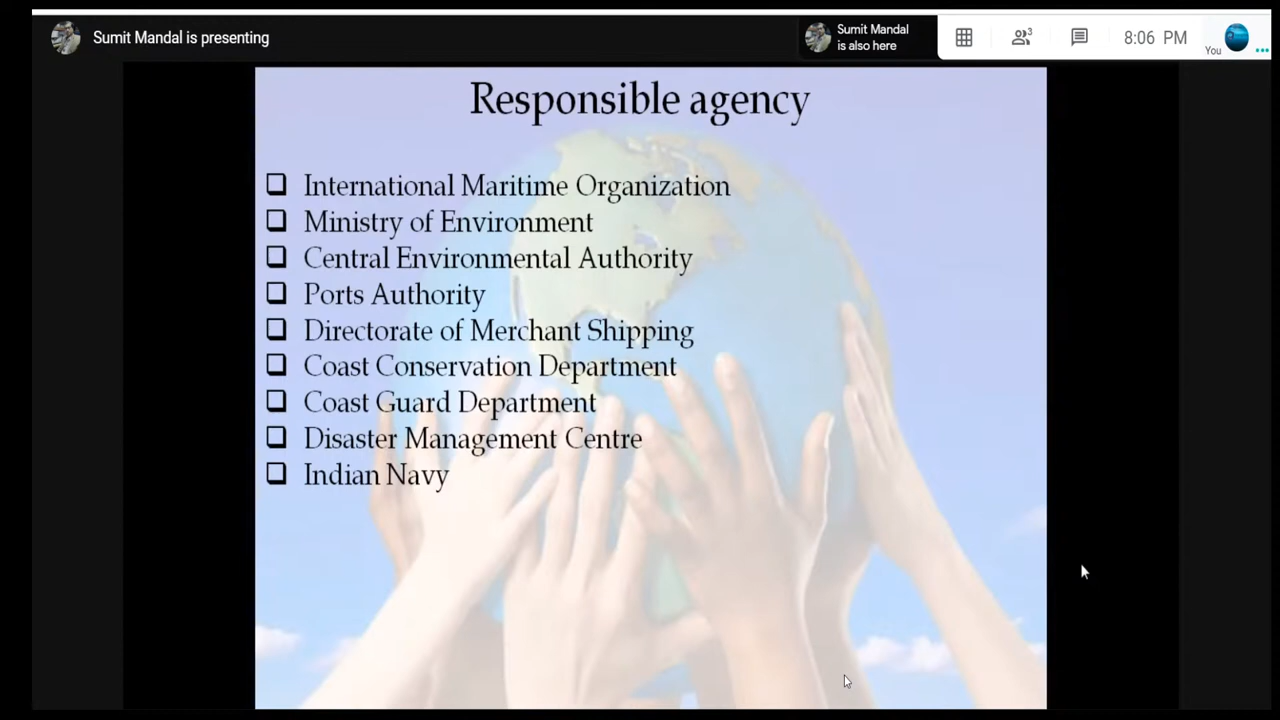 Sumit Mandal is presenting
Sumit Mandal
is also here
3
8:06 PM
You
Responsible agency
International Maritime Organization
Ministry of Environment
Central Environmental Authority
Ports Authority
Directorate of Merchant Shipping
Coast Conservation Department
Coast Guard Department
Disaster Management Centre
Indian Navy